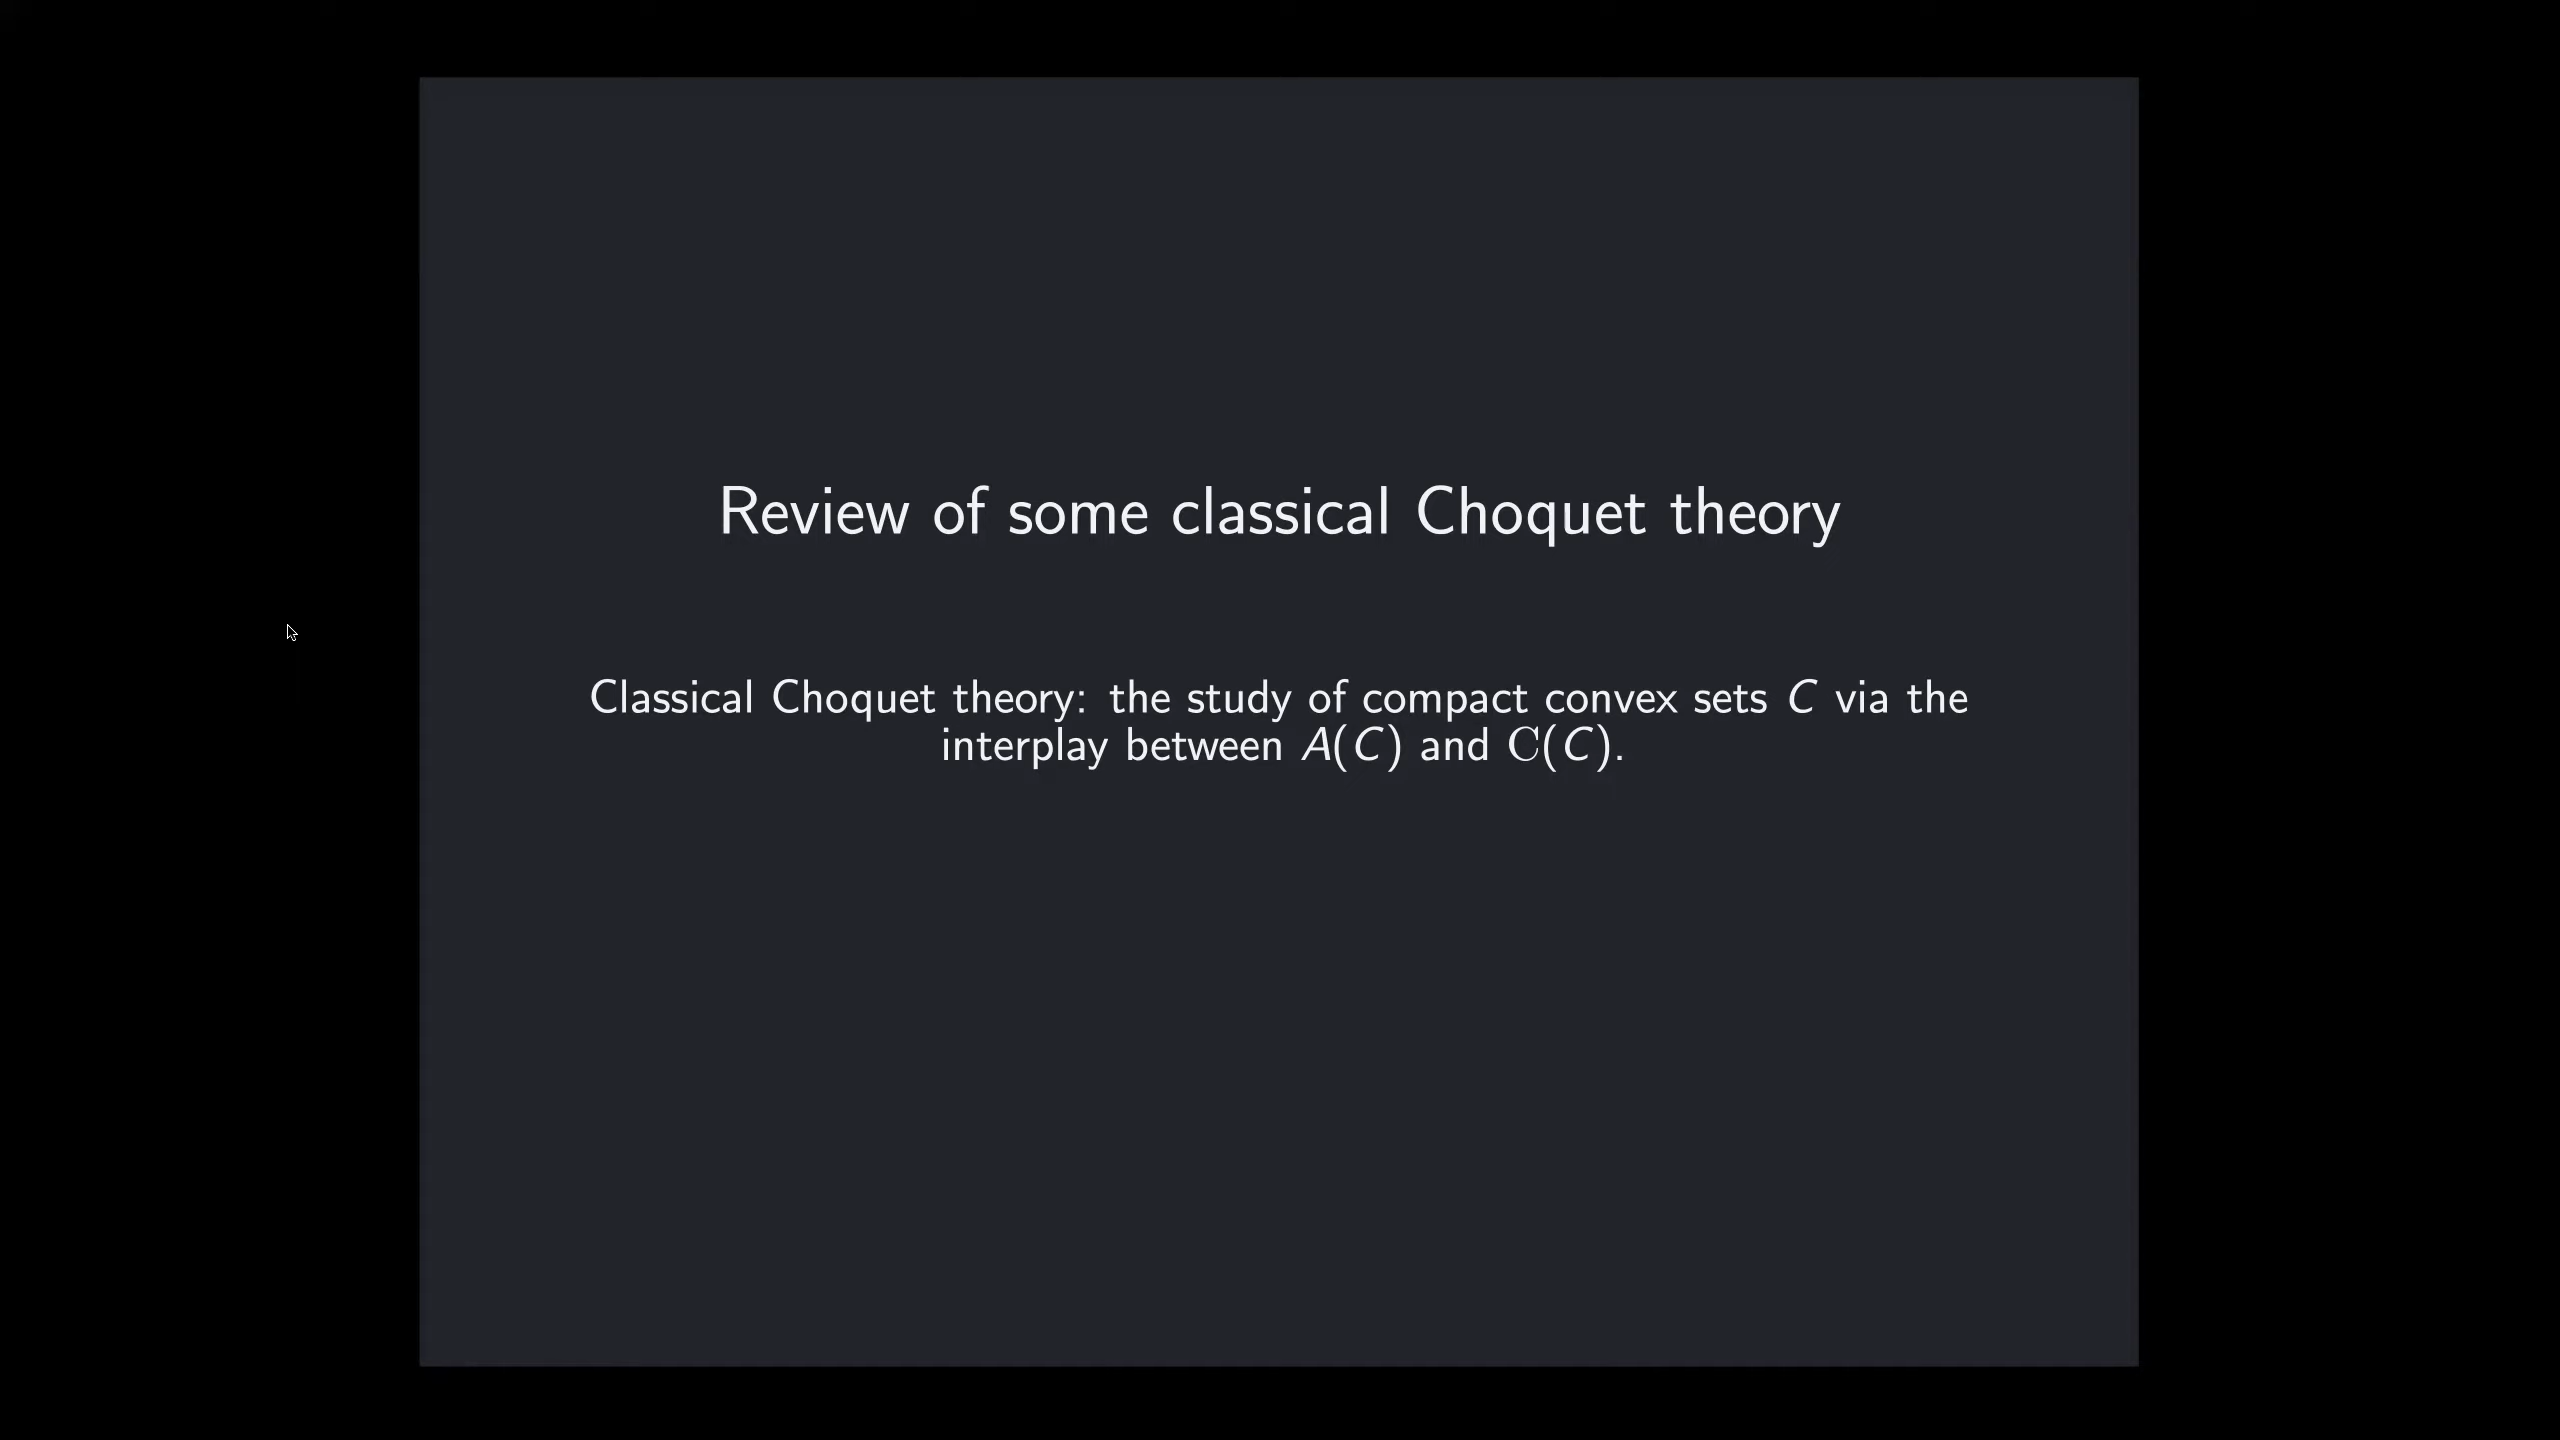 Review of some classical Choquet theory
Classical Choquet theory: the study of compact convex sets C via the
interplay between A(C) and C(C).